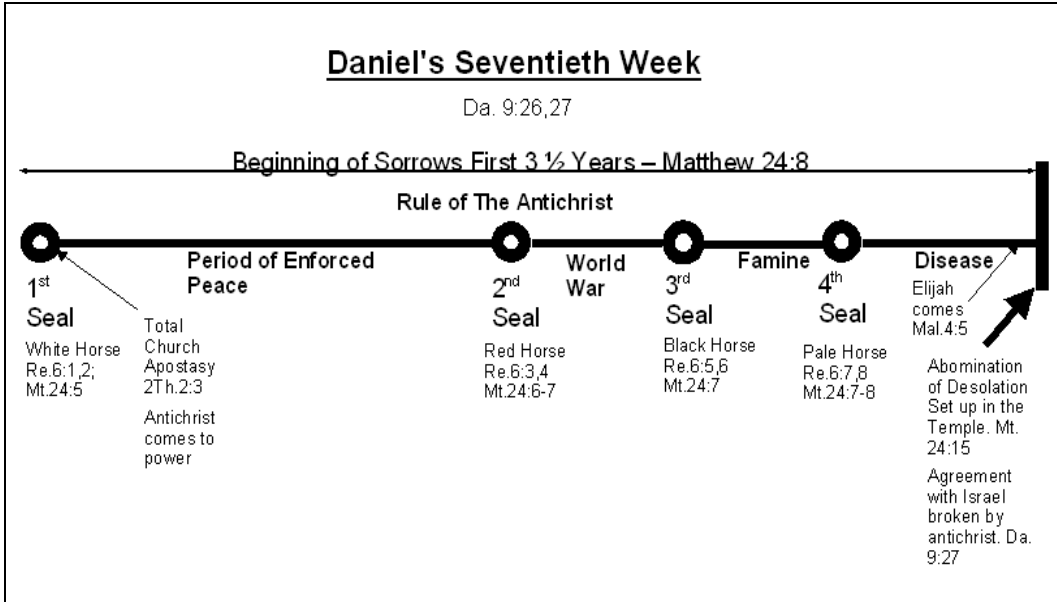 Daniel's Seventieth Week
Da. 9:26,27
Beginning of Sorrows First 3 ½ Years – Matthew 24:8
Rule of The Antichrist
Period of Enforced
Peace
World
War
Famine
Disease
1st
Seal
White Horse
Re.6:1,2;
Mt.24:5
Total
Church
Apostasy
2Th.2:3
Antichrist
comes to
power
2nd
Seal
Red Horse
Re.6:3,4
Mt.24:6-7
3rd
Seal
Black Horse
Re.6:5,6
Mt.24:7
4th
Seal
Pale Horse
Re.6:7,8
Mt.24:7-8
Elijah
comes
Mal.4:5
Abomination
of Desolation
Set up in the
Temple. Mt.
24:15
Agreement
with Israel
broken by
antichrist. Da.
9:27